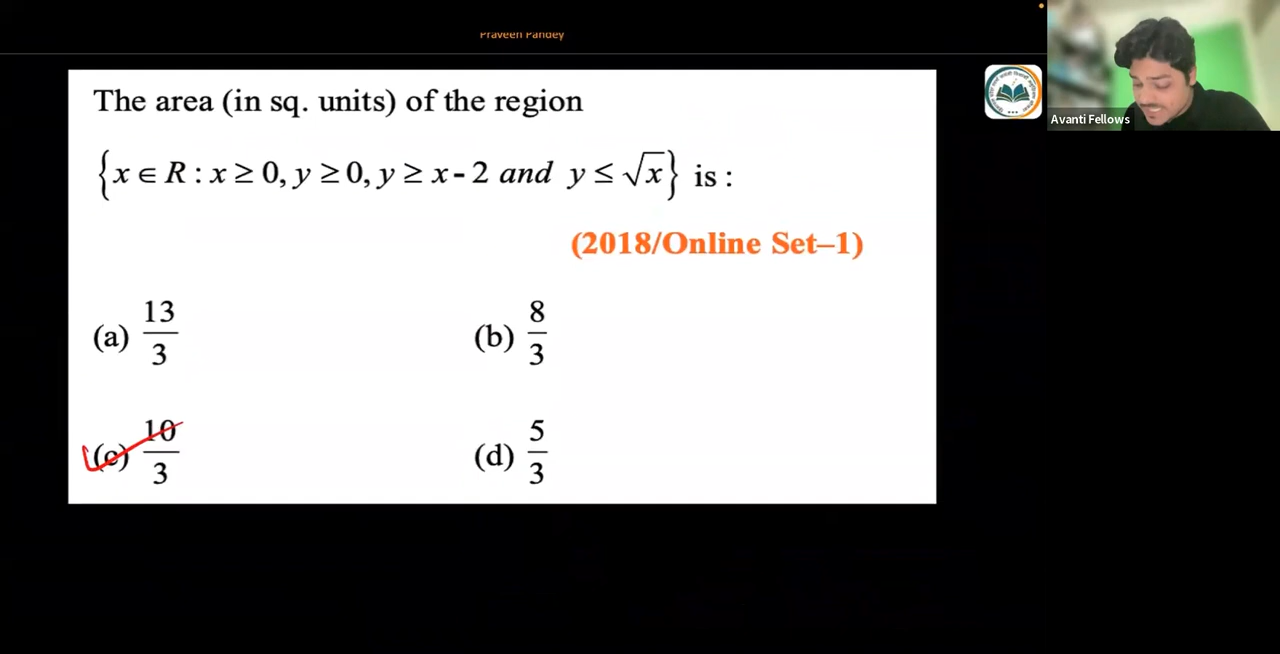 Praveen Pandey
The area (in sq. units) of the region
{x ∈ R : x ≥ 0, y ≥ 0, y ≥ x - 2 and y ≤ √x} is :
(2018/Online Set–1)
(a) 13/3
(b) 8/3
(c) 10/3
(d) 5/3
Avanti Fellows